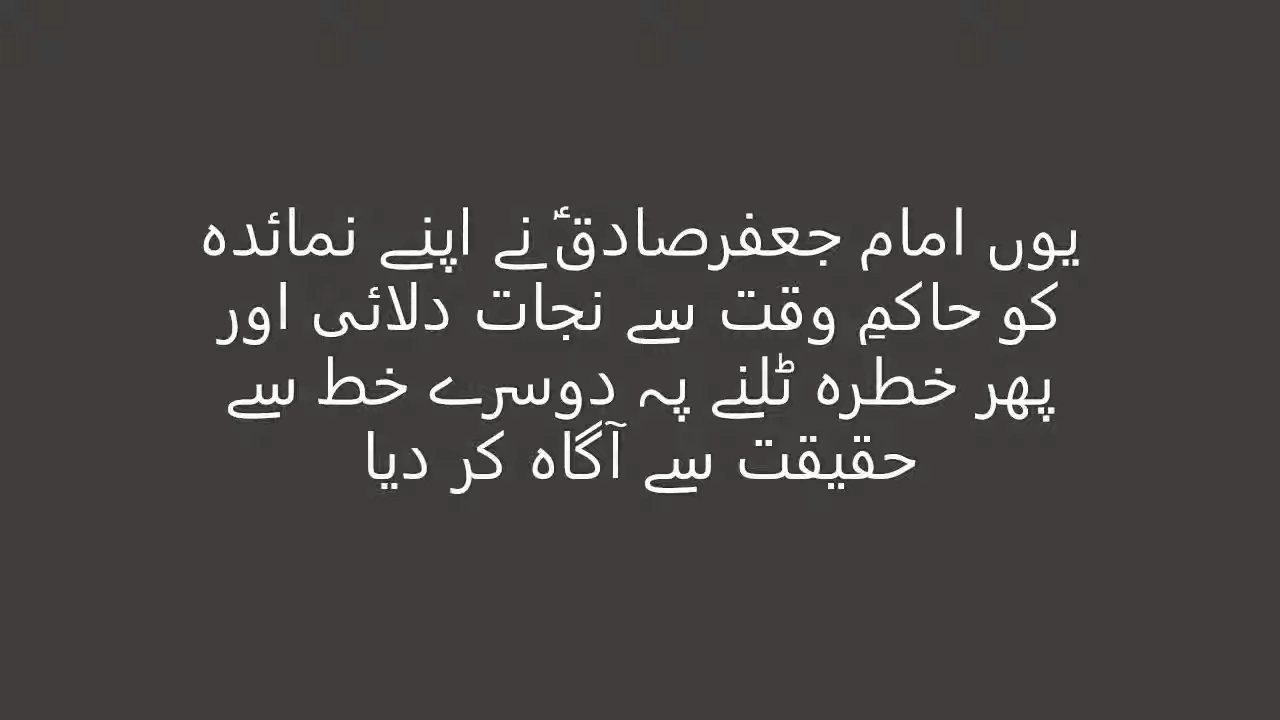 یوں امام جعفرصادقؑ نے اپنے نمائدہ
کو حاکمِ وقت سے نجات دلائی اور
پھر خطرہ ٹلنے پہ دوسرے خط سے
حقیقت سے آگاہ کر دیا